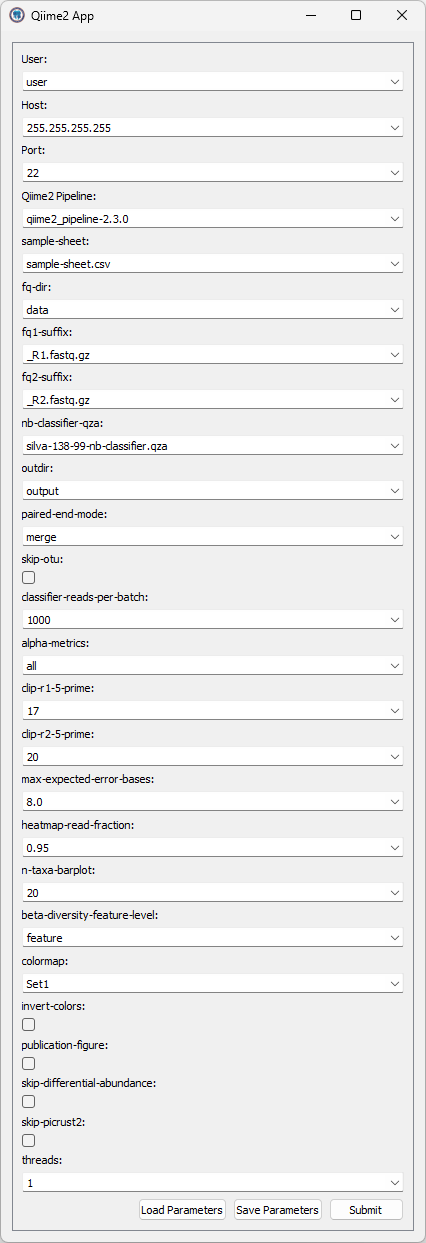 Qiime2 App
User:
user
Host:
255.255.255.255
Port:
22
Qiime2 Pipeline:
qiime2_pipeline-2.3.0
sample-sheet:
sample-sheet.csv
fq-dir:
data
fq1-suffix:
_R1.fastq.gz
fq2-suffix:
_R2.fastq.gz
nb-classifier-qza:
silva-138-99-nb-classifier.qza
outdir:
output
paired-end-mode:
merge
skip-otu:
classifier-reads-per-batch:
1000
alpha-metrics:
all
clip-r1-5-prime:
17
clip-r2-5-prime:
20
max-expected-error-bases:
8.0
heatmap-read-fraction:
0.95
n-taxa-barplot:
20
beta-diversity-feature-level:
feature
colormap:
Set1
invert-colors:
publication-figure:
skip-differential-abundance:
skip-picrust2:
threads:
1
Load Parameters Save Parameters Submit